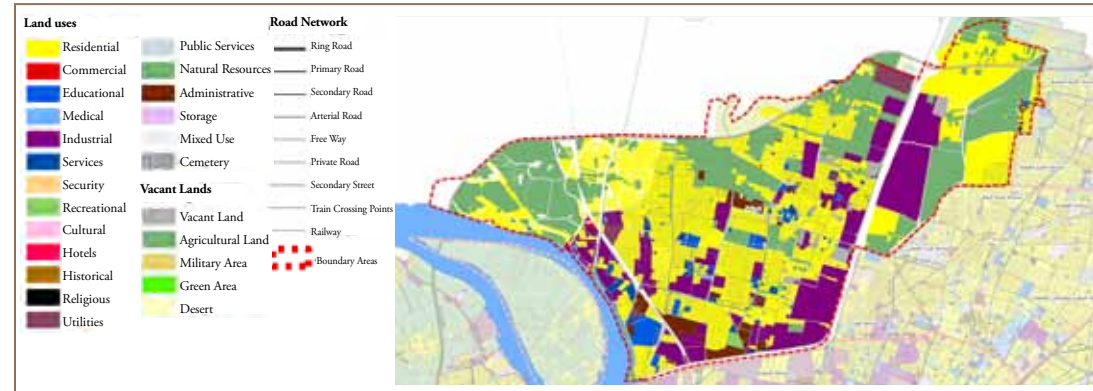 Land uses
Residential
Commercial
Educational
Medical
Industrial
Services
Security
Recreational
Cultural
Hotels
Historical
Religious
Utilities
Public Services
Natural Resources
Administrative
Storage
Mixed Use
Cemetery
Vacant Lands
Vacant Land
Agricultural Land
Military Area
Green Area
Desert
Road Network
Ring Road
Primary Road
Secondary Road
Arterial Road
Free Way
Private Road
Secondary Street
Train Crossing Points
Railway
Boundary Areas